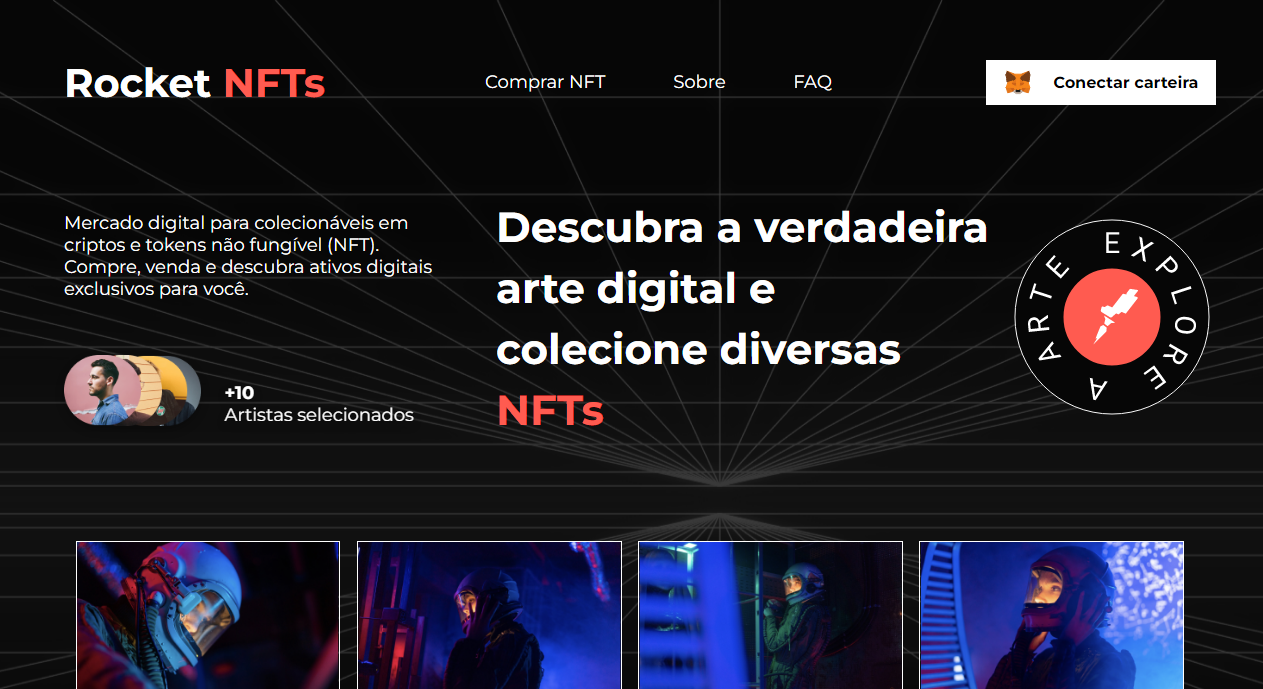 Rocket NFTs
Comprar NFT
Sobre
FAQ
Conectar carteira
Mercado digital para colecionáveis em
criptos e tokens não fungível (NFT).
Compre, venda e descubra ativos digitais
exclusivos para você.
+10
Artistas selecionados
Descubra a verdadeira
arte digital e
colecione diversas
NFTs
EXPLORE A ARTE